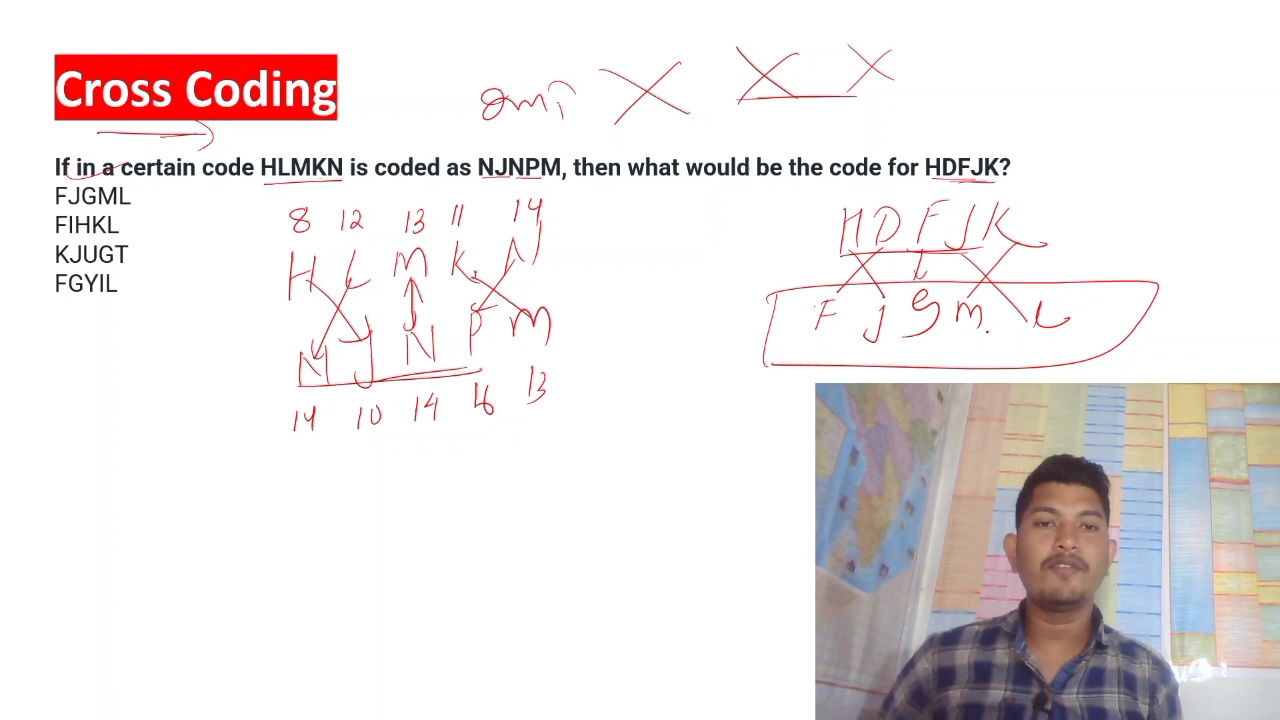 Cross Coding
If in a certain code HLMKN is coded as NJNPM, then what would be the code for HDFJK?
FJGML
FIHKL
KJUGT
FGYIL
8 12 13 11 14
H L M K N
N J N P M
14 10 14 16 13
H D F J K
F J G M L